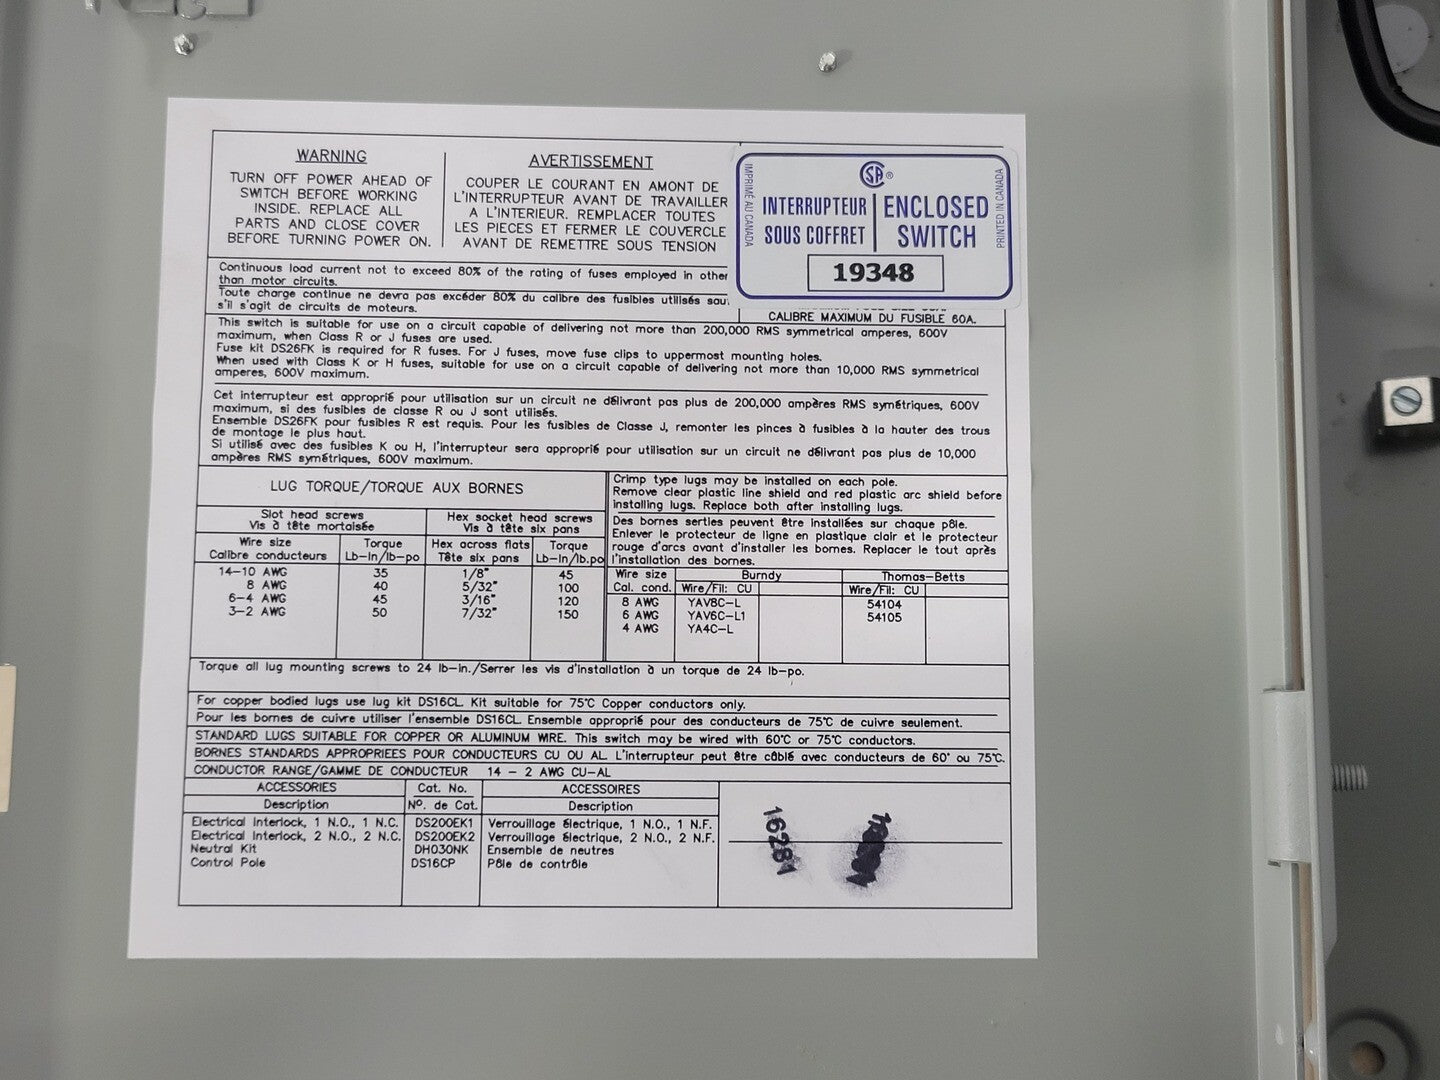 WARNING
TURN OFF POWER AHEAD OF
SWITCH BEFORE WORKING
INSIDE. REPLACE ALL
PARTS AND CLOSE COVER
BEFORE TURNING POWER ON.
AVERTISSEMENT
COUPER LE COURANT EN AMONT DE
L'INTERRUPTEUR AVANT DE TRAVAILLER
A L'INTERIEUR. REMPLACER TOUTES
LES PIECES ET FERMER LE COUVERCLE
AVANT DE REMETTRE SOUS TENSION
IMPRIMÉ AU CANADA
SA®
INTERRUPTEUR ENCLOSED
SOUS COFFRET SWITCH
19348
PRINTED IN CANADA
Continuous load current not to exceed 80% of the rating of fuses employed in other
than motor circuits.
Toute charge continue ne devra pas excéder 80% du calibre des fusibles utilisés
s'il s'agit de circuits de moteurs.
CALIBRE MAXIMUM DU FUSIBLE 60A.
This switch is suitable for use on a circuit capable of delivering not more than 200,000 RMS symmetrical amperes, 600V
maximum, when Class R or J fuses are used.
Fuse kit DS26FK is required for R fuses. For J fuses, move fuse clips to uppermost mounting holes.
When used with Class K or H fuses, suitable for use on a circuit capable of delivering not more than 10,000 RMS symmetrical
amperes, 600V maximum.
Cet interrupteur est approprié pour utilisation sur un circuit ne délivrant pas plus de 200,000 ampères RMS symétriques, 600V
maximum, si des fusibles de classe R ou J sont utilisés.
Ensemble DS26FK pour fusibles R est requis. Pour les fusibles de Classe J, remonter les pinces à fusibles à la hauter des trous
de montage le plus haut.
Si utilisé avec des fusibles K ou H, l'interrupteur sera approprié pour utilisation sur un circuit ne délivrant pas plus de 10,000
ampères RMS symétriques, 600V maximum.
LUG TORQUE/TORQUE AUX BORNES
Slot head screws
Vis à tête mortaisée
Hex socket head screws
Vis à tête six pans
Wire size Torque Hex across flats Torque
Calibre conducteurs Lb-In/lb-po Tête six pans Lb-In/lb.po
14-10 AWG 35 1/8" 45
8 AWG 40 5/32" 100
6-4 AWG 45 3/16" 120
3-2 AWG 50 7/32" 150
Crimp type lugs may be installed on each pole.
Remove clear plastic line shield and red plastic arc shield before
installing lugs. Replace both after installing lugs.
Des bornes serties peuvent être installées sur chaque pôle.
Enlever le protecteur de ligne en plastique clair et le protecteur
rouge d'arcs avant d'installer les bornes. Replacer le tout après
l'installation des bornes.
Wire size Burndy Thomas-Betts
Cal. cond. Wire/Fil: CU Wire/Fil: CU
8 AWG YAV8C-L 54104
6 AWG YAV6C-L1 54105
4 AWG YA4C-L
Torque all lug mounting screws to 24 lb-in./Serrer les vis d'installation à un torque de 24 lb-po.
For copper bodied lugs use lug kit DS16CL. Kit suitable for 75°C Copper conductors only.
Pour les bornes de cuivre utiliser l'ensemble DS16CL. Ensemble approprié pour des conducteurs de 75°C de cuivre seulement.
STANDARD LUGS SUITABLE FOR COPPER OR ALUMINUM WIRE. This switch may be wired with 60°C or 75°C conductors.
BORNES STANDARDS APPROPRIEES POUR CONDUCTEURS CU OU AL. L'interrupteur peut être câblé avec conducteurs de 60° ou 75°C.
CONDUCTOR RANGE/GAMME DE CONDUCTEUR 14 - 2 AWG CU-AL
ACCESSORIES Cat. No. ACCESSOIRES
Description Nº. de Cat. Description
Electrical Interlock, 1 N.O., 1 N.C. DS200EK1 Verrouillage électrique, 1 N.O., 1 N.F.
Electrical Interlock, 2 N.O., 2 N.C. DS200EK2 Verrouillage électrique, 2 N.O., 2 N.F.
Neutral Kit DH030NK Ensemble de neutres
Control Pole DS16CP Pôle de contrôle
16281